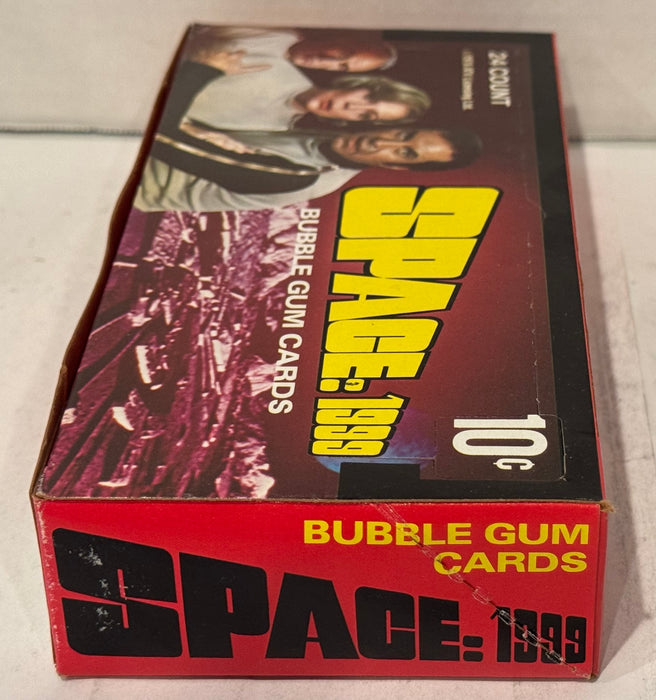 24 COUNT
SPACE: 1999
BUBBLE GUM CARDS
10¢
BUBBLE GUM
CARDS
SPACE: 1999